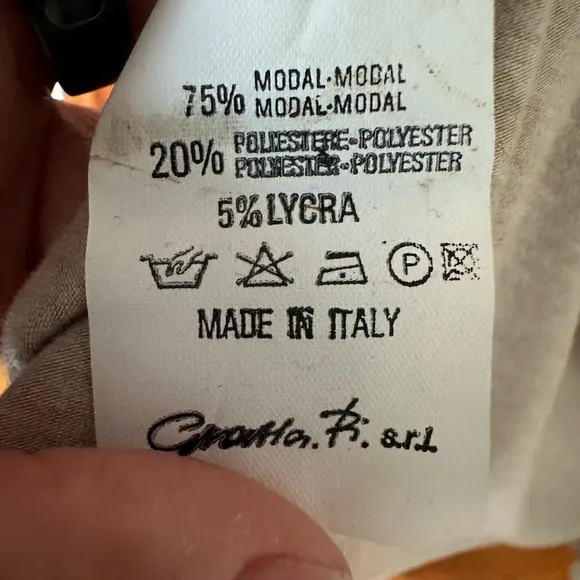 75% MODAL-MODAL
MODAL-MODAL
20% POLIESTERE-POLYESTER
POLYESTER-POLYESTER
5% LYCRA
P
MADE IN ITALY
s.r.l.